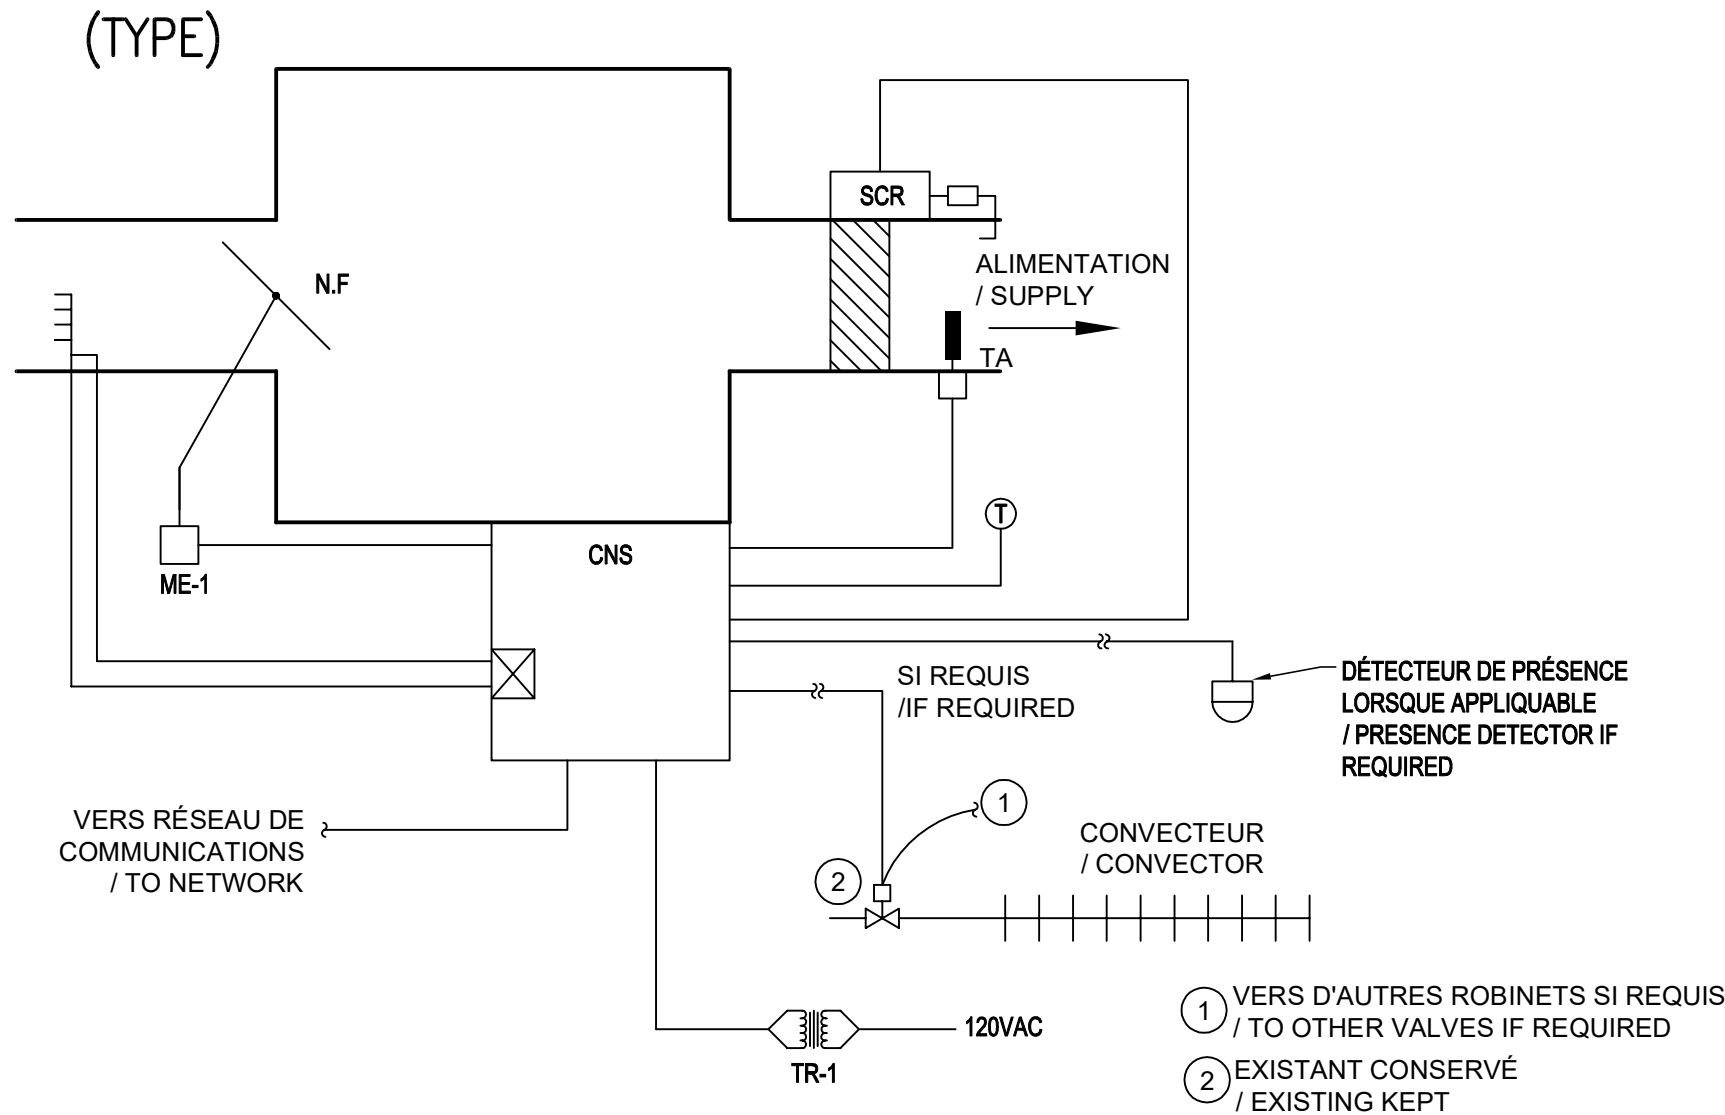 (TYPE)
SCR
N.F
ALIMENTATION
/ SUPPLY
TA
T
CNS
ME-1
SI REQUIS
/IF REQUIRED
DÉTECTEUR DE PRÉSENCE
LORSQUE APPLIQUABLE
/ PRESENCE DETECTOR IF
REQUIRED
VERS RÉSEAU DE
COMMUNICATIONS
/ TO NETWORK
1
2
CONVECTEUR
/ CONVECTOR
120VAC
TR-1
1 VERS D'AUTRES ROBINETS SI REQUIS
/ TO OTHER VALVES IF REQUIRED
2 EXISTANT CONSERVÉ
/ EXISTING KEPT